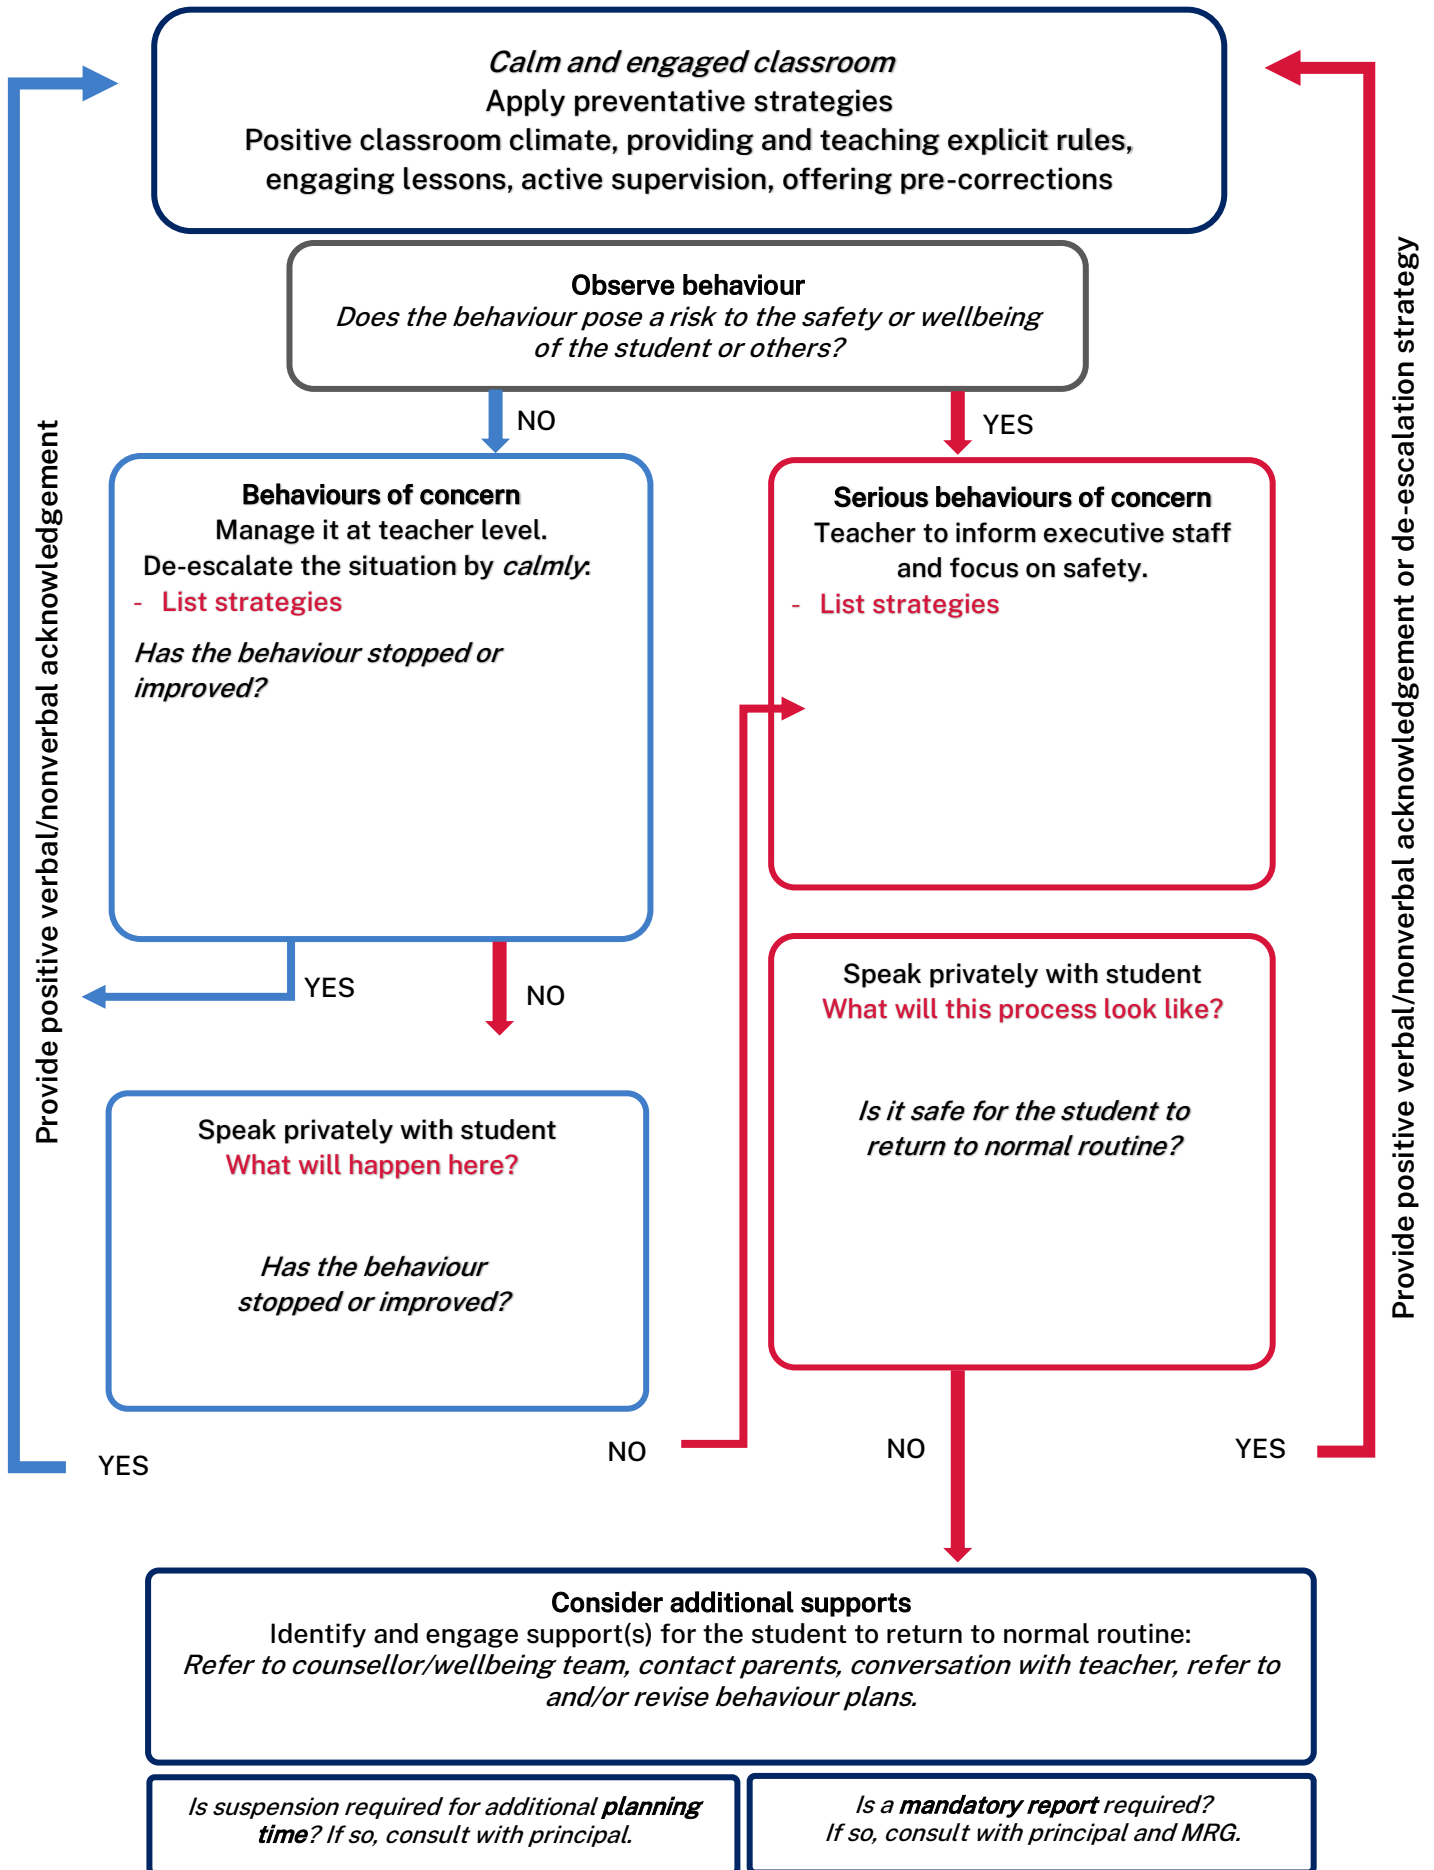 Calm and engaged classroom
Apply preventative strategies
Positive classroom climate, providing and teaching explicit rules,
engaging lessons, active supervision, offering pre-corrections
Observe behaviour
Does the behaviour pose a risk to the safety or wellbeing
of the student or others?
NO
YES
Behaviours of concern
Manage it at teacher level.
De-escalate the situation by calmly:
- List strategies
Has the behaviour stopped or
improved?
Serious behaviours of concern
Teacher to inform executive staff
and focus on safety.
- List strategies
YES
NO
Speak privately with student
What will happen here?
Has the behaviour
stopped or improved?
Speak privately with student
What will this process look like?
Is it safe for the student to
return to normal routine?
YES
NO
NO
YES
Provide positive verbal/nonverbal acknowledgement
Provide positive verbal/nonverbal acknowledgement or de-escalation strategy
Consider additional supports
Identify and engage support(s) for the student to return to normal routine:
Refer to counsellor/wellbeing team, contact parents, conversation with teacher, refer to
and/or revise behaviour plans.
Is suspension required for additional planning
time? If so, consult with principal.
Is a mandatory report required?
If so, consult with principal and MRG.